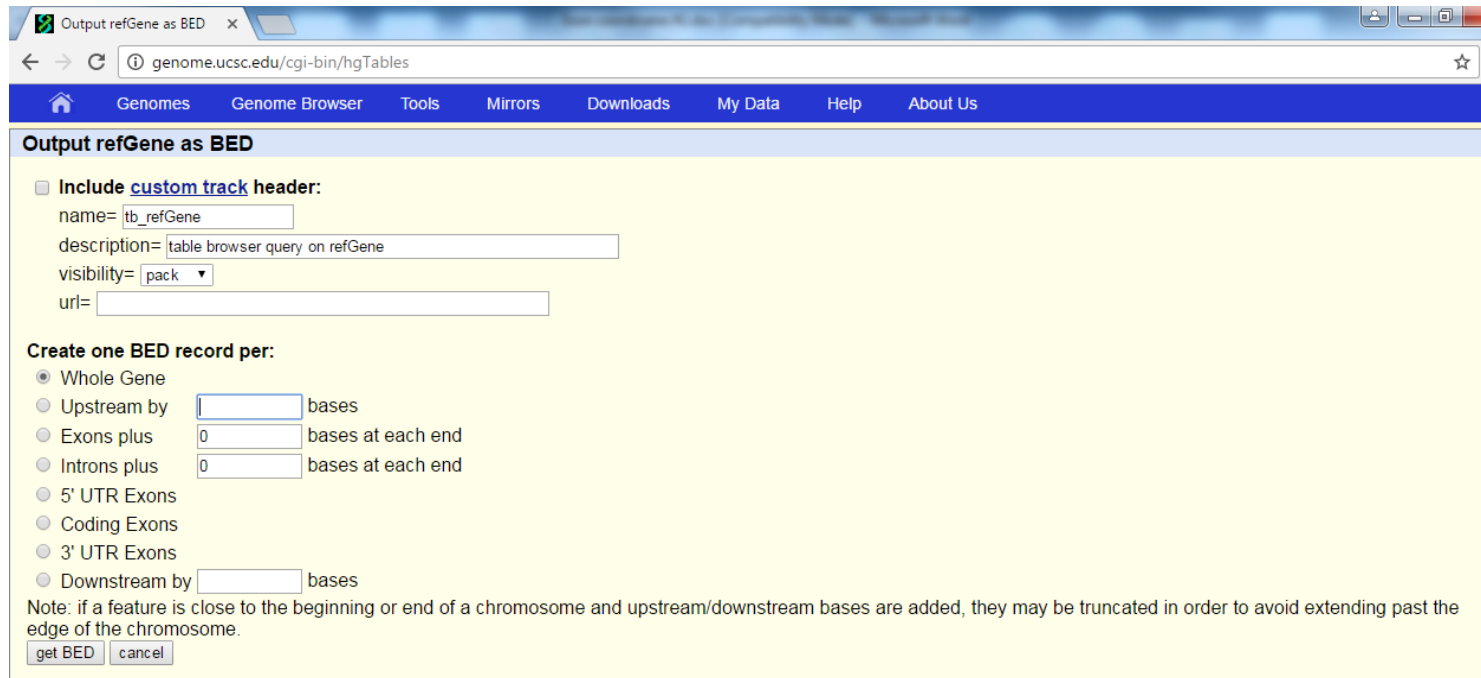 Output refGene as BED
genome.ucsc.edu/cgi-bin/hgTables
Genomes Genome Browser Tools Mirrors Downloads My Data Help About Us
Output refGene as BED
Include custom track header:
name= tb_refGene
description= table browser query on refGene
visibility= pack
url=
Create one BED record per:
Whole Gene
Upstream by bases
Exons plus 0 bases at each end
Introns plus 0 bases at each end
5' UTR Exons
Coding Exons
3' UTR Exons
Downstream by bases
Note: if a feature is close to the beginning or end of a chromosome and upstream/downstream bases are added, they may be truncated in order to avoid extending past the
edge of the chromosome.
get BED cancel